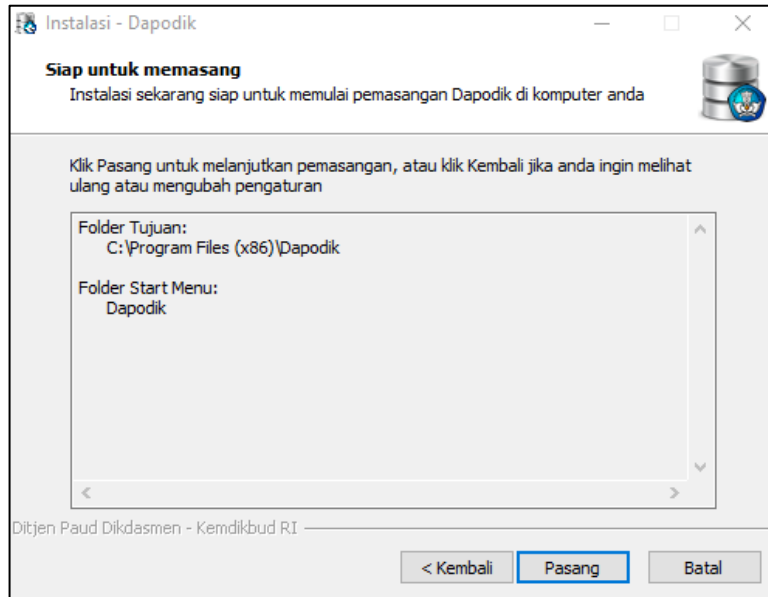 Instalasi - Dapodik
Siap untuk memasang
Instalasi sekarang siap untuk memulai pemasangan Dapodik di komputer anda
Klik Pasang untuk melanjutkan pemasangan, atau klik Kembali jika anda ingin melihat
ulang atau mengubah pengaturan
Folder Tujuan:
C:\Program Files (x86)\Dapodik
Folder Start Menu:
Dapodik
Ditjen Paud Dikdasmen - Kemdikbud RI
< Kembali
Pasang
Batal